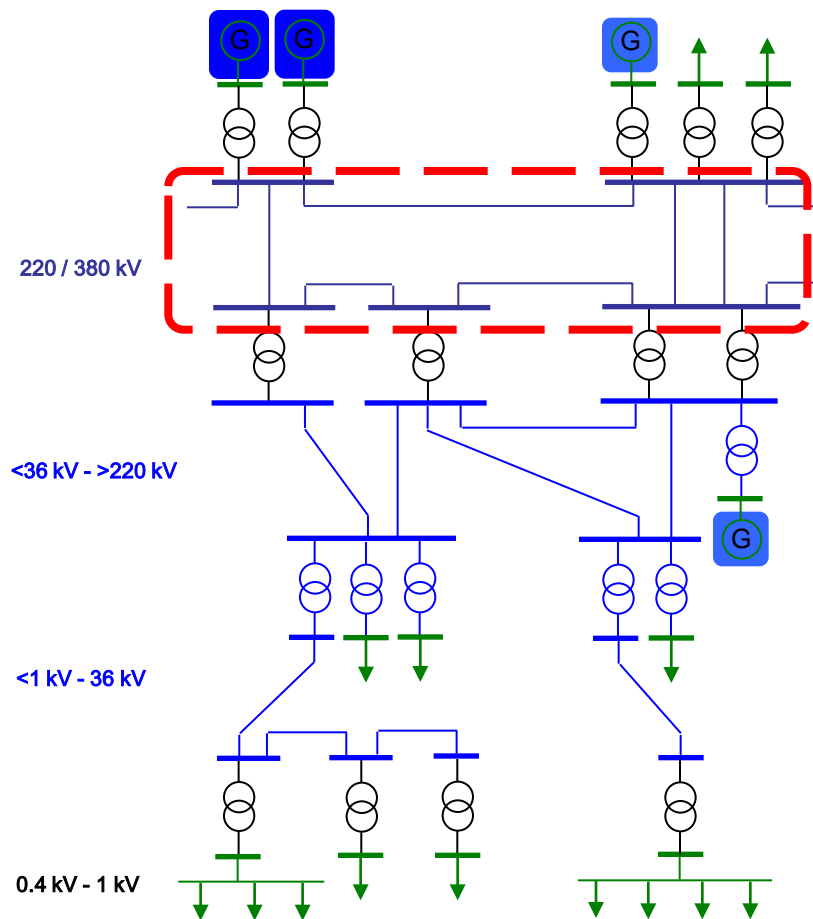 G G G
220 / 380 kV
<36 kV - >220 kV
G
<1 kV - 36 kV
0.4 kV - 1 kV